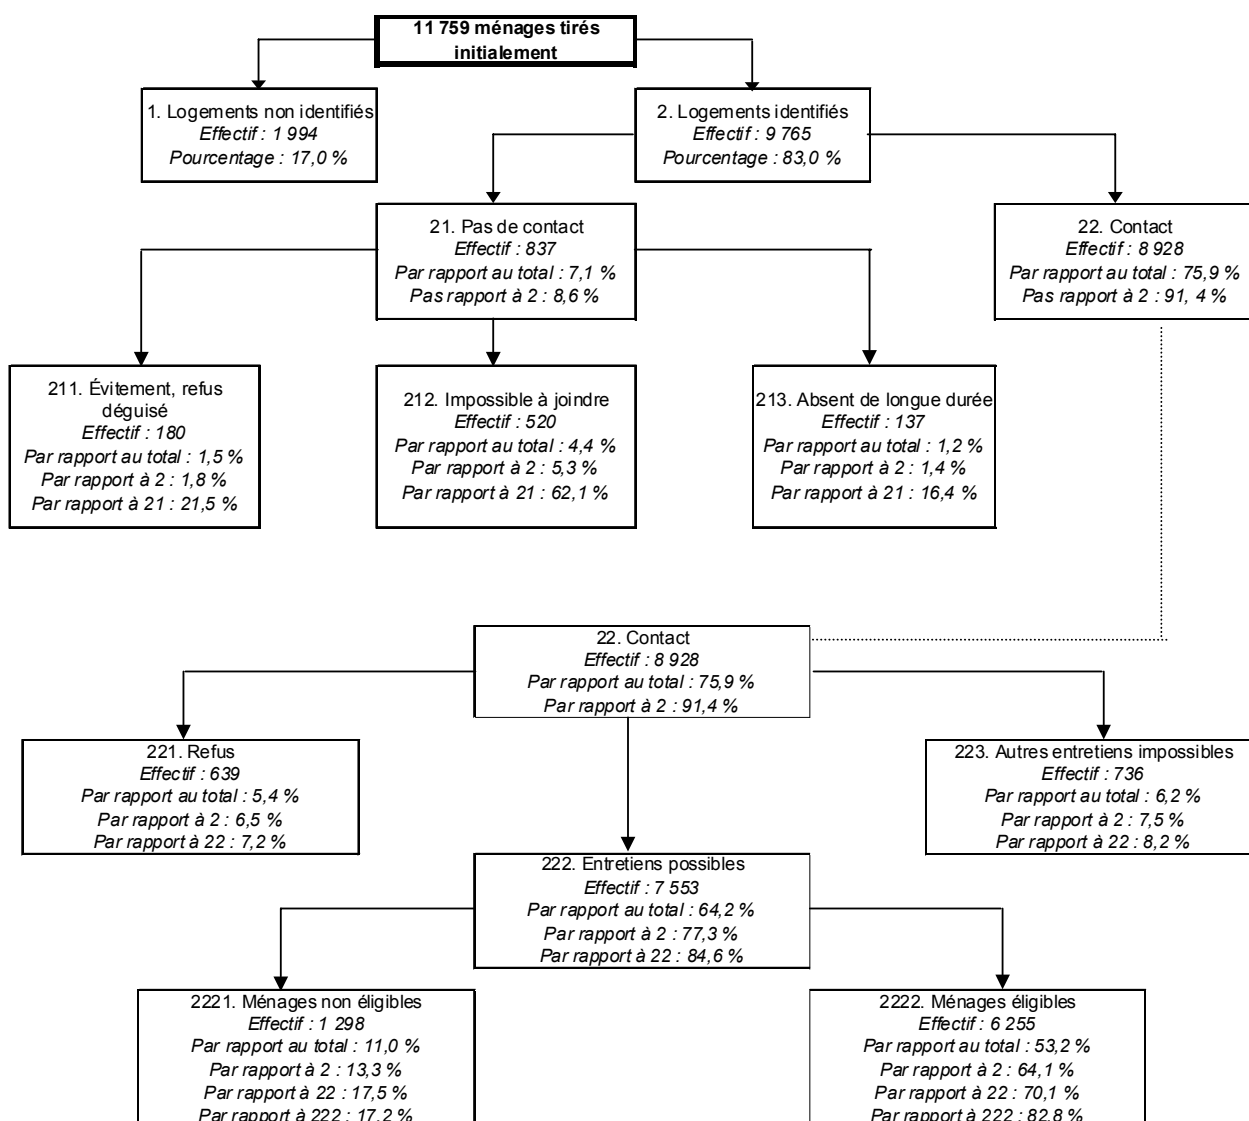 11 759 ménages tirés
initialement
1. Logements non identifiés
Effectif : 1 994
Pourcentage : 17,0 %
2. Logements identifiés
Effectif : 9 765
Pourcentage : 83,0 %
21. Pas de contact
Effectif : 837
Par rapport au total : 7,1 %
Pas rapport à 2 : 8,6 %
22. Contact
Effectif : 8 928
Par rapport au total : 75,9 %
Pas rapport à 2 : 91, 4 %
211. Évitement, refus
déguisé
Effectif : 180
Par rapport au total : 1,5 %
Par rapport à 2 : 1,8 %
Par rapport à 21 : 21,5 %
212. Impossible à joindre
Effectif : 520
Par rapport au total : 4,4 %
Par rapport à 2 : 5,3 %
Par rapport à 21 : 62,1 %
213. Absent de longue durée
Effectif : 137
Par rapport au total : 1,2 %
Par rapport à 2 : 1,4 %
Par rapport à 21 : 16,4 %
22. Contact
Effectif : 8 928
Par rapport au total : 75,9 %
Par rapport à 2 : 91,4 %
221. Refus
Effectif : 639
Par rapport au total : 5,4 %
Par rapport à 2 : 6,5 %
Par rapport à 22 : 7,2 %
223. Autres entretiens impossibles
Effectif : 736
Par rapport au total : 6,2 %
Par rapport à 2 : 7,5 %
Par rapport à 22 : 8,2 %
222. Entretiens possibles
Effectif : 7 553
Par rapport au total : 64,2 %
Par rapport à 2 : 77,3 %
Par rapport à 22 : 84,6 %
2221. Ménages non éligibles
Effectif : 1 298
Par rapport au total : 11,0 %
Par rapport à 2 : 13,3 %
Par rapport à 22 : 17,5 %
Par rapport à 222 : 17,2 %
2222. Ménages éligibles
Effectif : 6 255
Par rapport au total : 53,2 %
Par rapport à 2 : 64,1 %
Par rapport à 22 : 70,1 %
Par rapport à 222 : 82,8 %